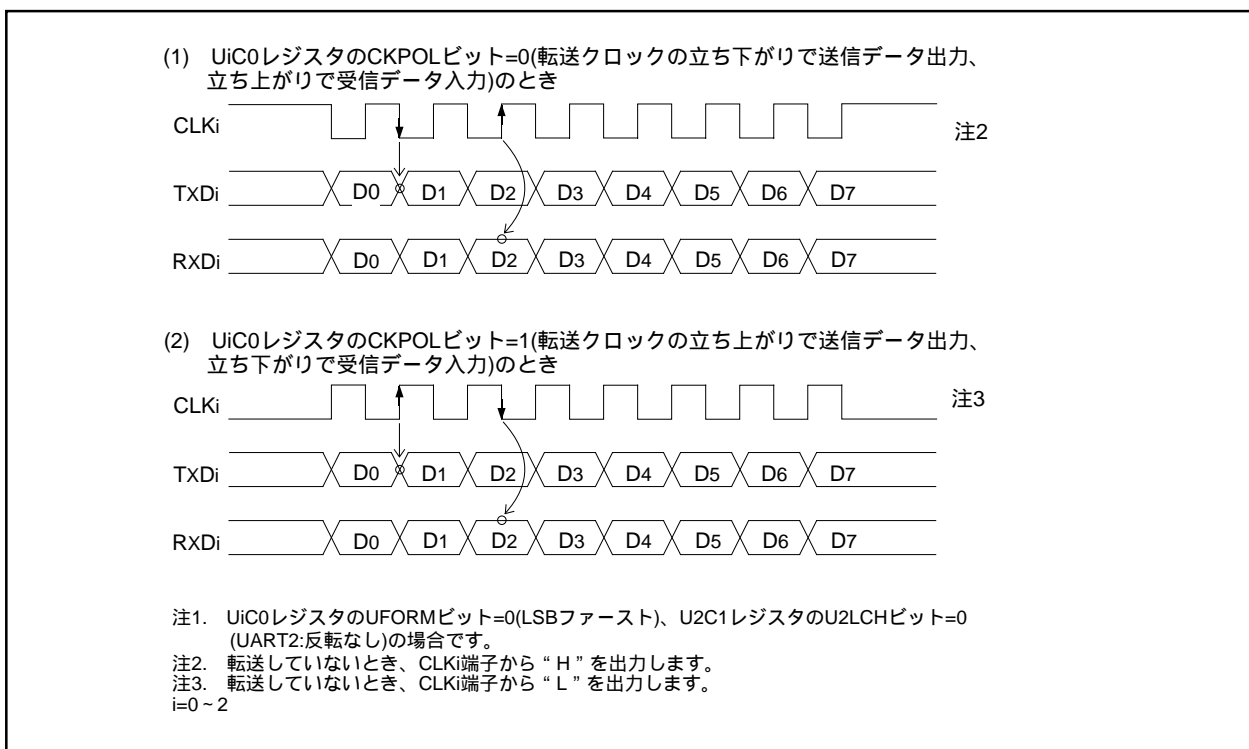 (1) UiC0レジスタのCKPOLビット=0(転送クロックの立ち下がりで送信データ出力、
立ち上がりで受信データ入力)のとき
CLKi
注2
TXDi D0 D1 D2 D3 D4 D5 D6 D7
RXDi D0 D1 D2 D3 D4 D5 D6 D7
(2) UiC0レジスタのCKPOLビット=1(転送クロックの立ち上がりで送信データ出力、
立ち下がりで受信データ入力)のとき
CLKi
注3
TXDi D0 D1 D2 D3 D4 D5 D6 D7
RXDi D0 D1 D2 D3 D4 D5 D6 D7
注1. UiC0レジスタのUFORMビット=0(LSBファースト)、U2C1レジスタのU2LCHビット=0
(UART2:反転なし)の場合です。
注2. 転送していないとき、CLKi端子から“H”を出力します。
注3. 転送していないとき、CLKi端子から“L”を出力します。
i=0~2